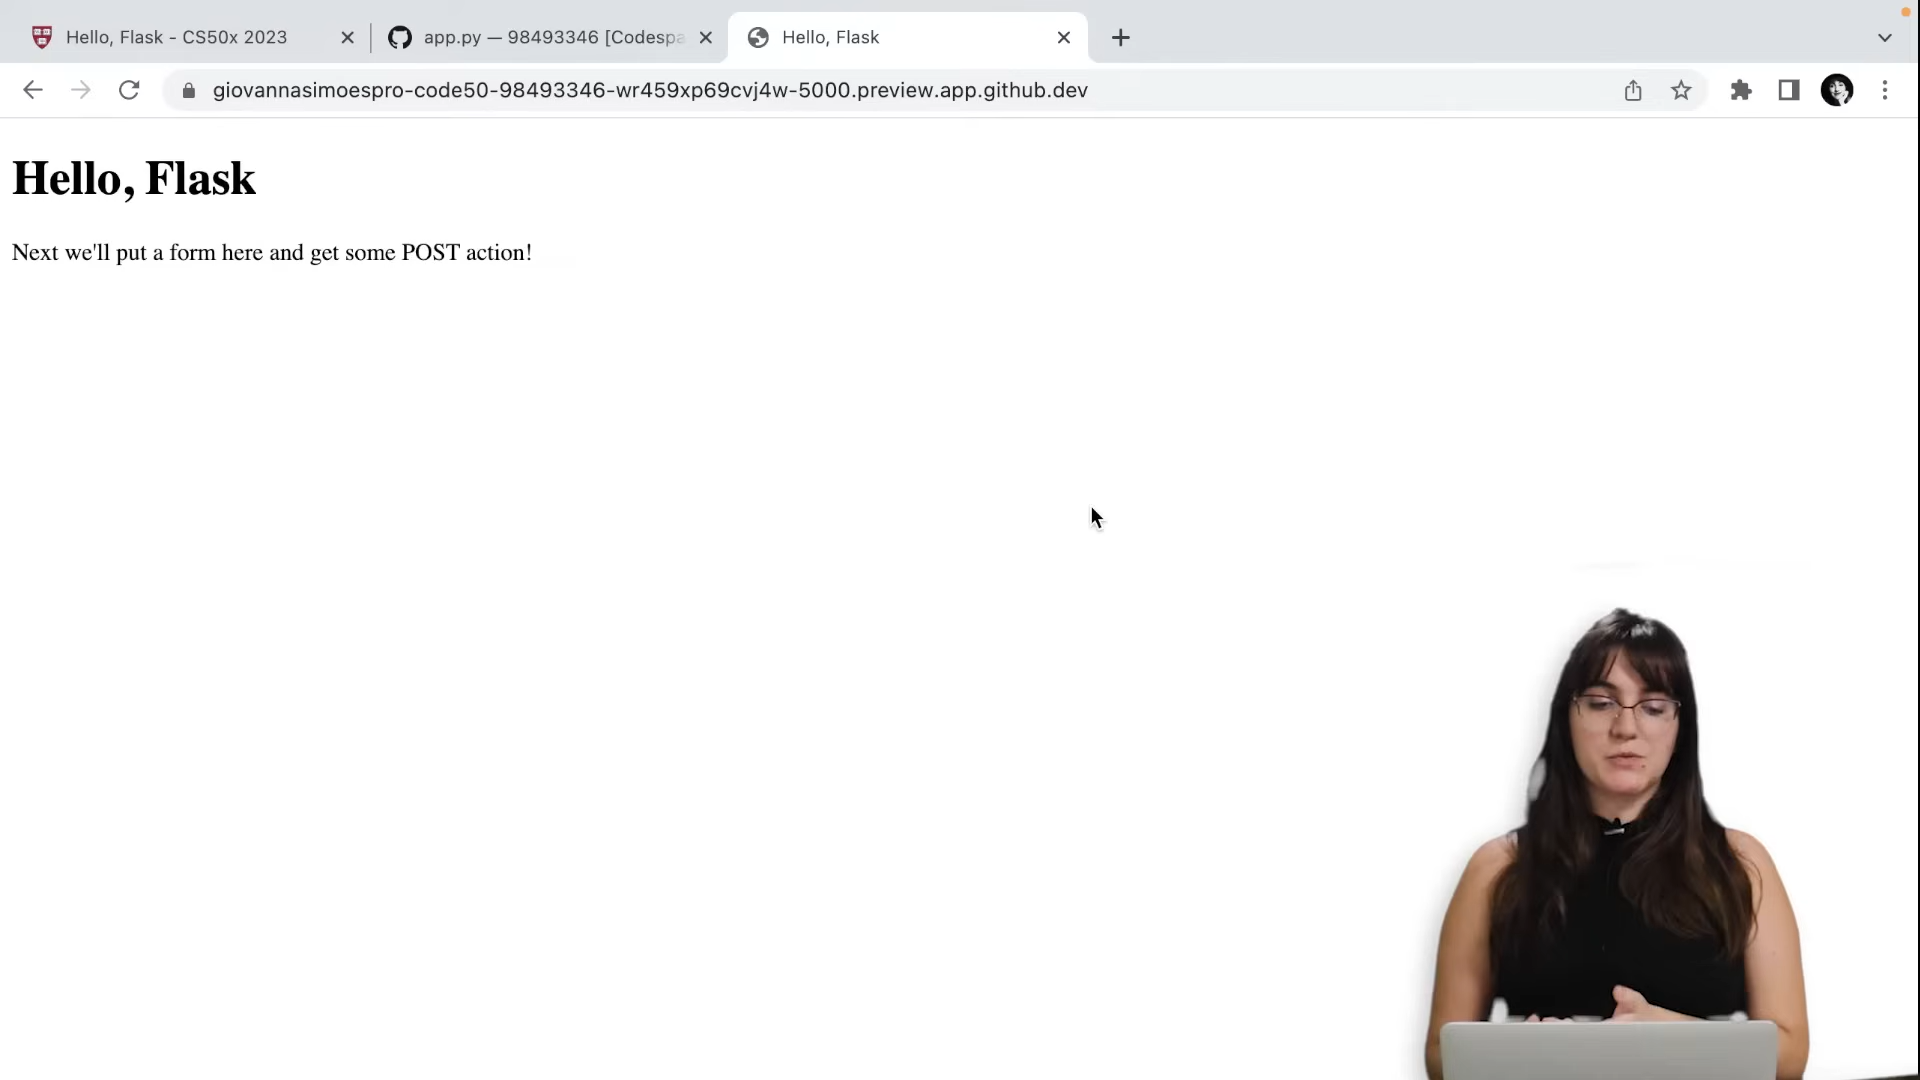 Hello, Flask - CS50x 2023
app.py — 98493346 [Codespa
Hello, Flask
giovannasimoespro-code50-98493346-wr459xp69cvj4w-5000.preview.app.github.dev
Hello, Flask
Next we'll put a form here and get some POST action!